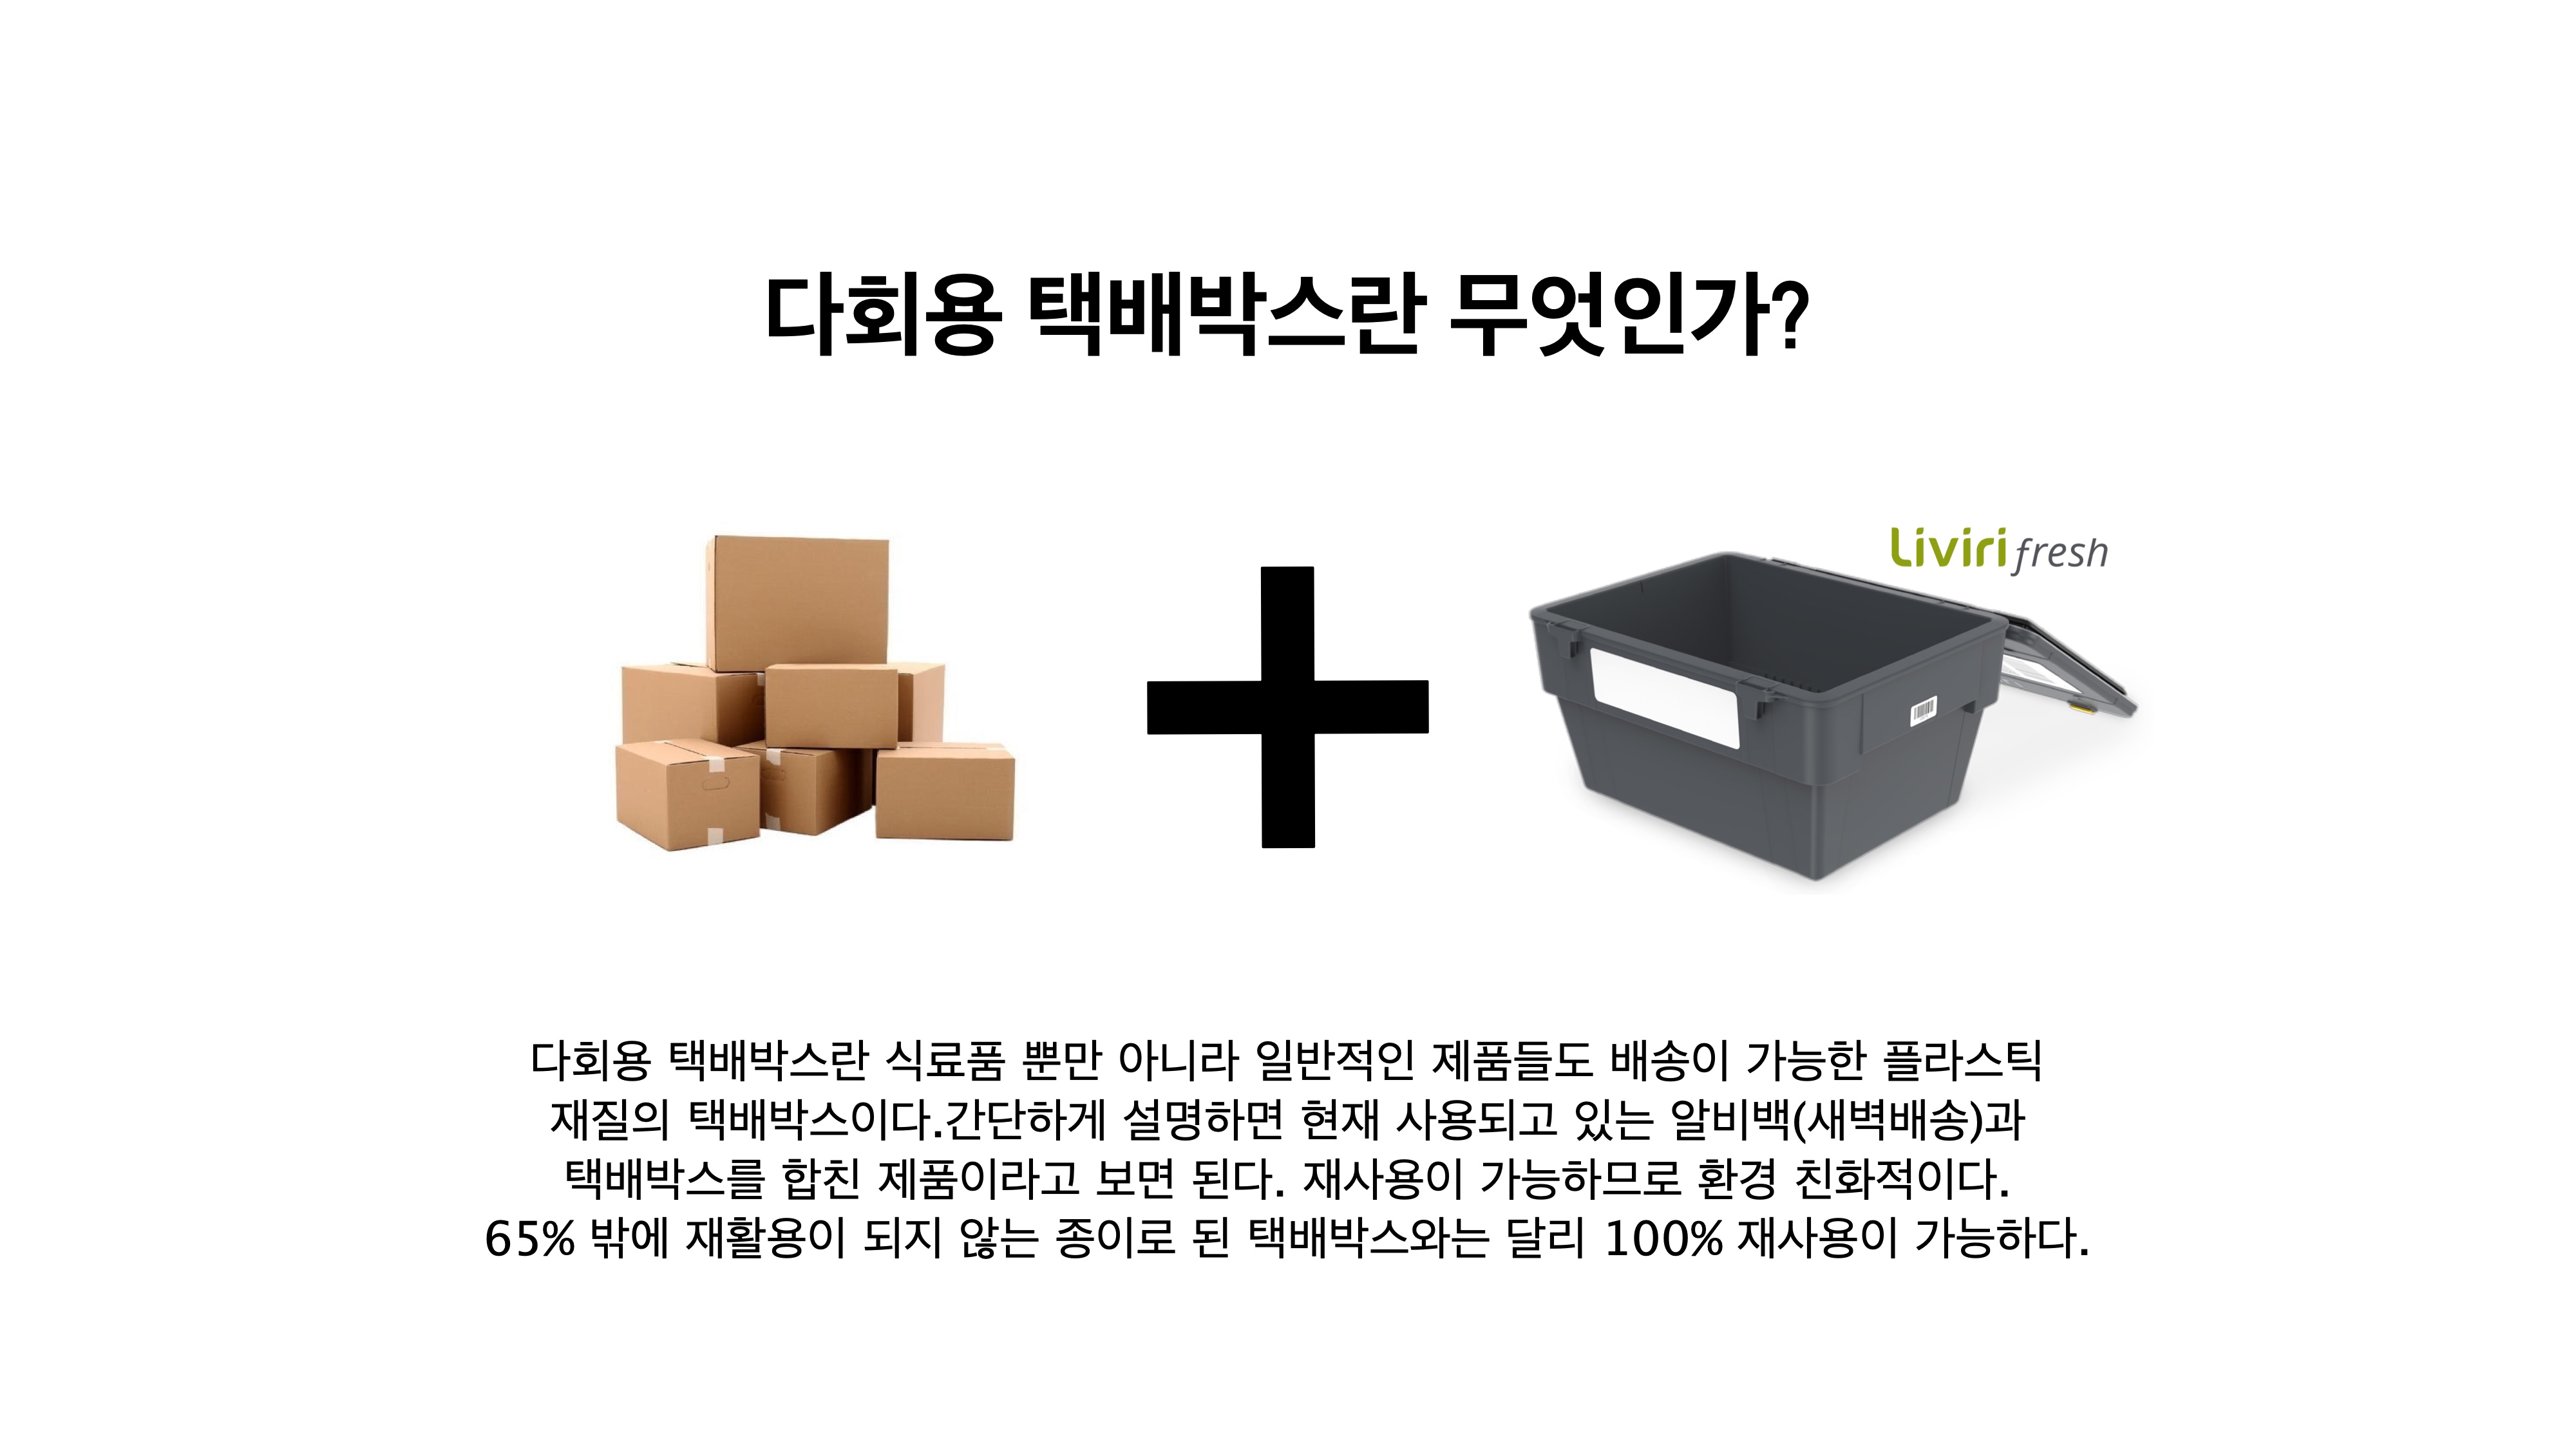 다회용 택배박스란 무엇인가?
Liviri fresh
다회용 택배박스란 식료품 뿐만 아니라 일반적인 제품들도 배송이 가능한 플라스틱
재질의 택배박스이다.간단하게 설명하면 현재 사용되고 있는 알비백(새벽배송)과
택배박스를 합친 제품이라고 보면 된다. 재사용이 가능하므로 환경 친화적이다.
65% 밖에 재활용이 되지 않는 종이로 된 택배박스와는 달리 100% 재사용이 가능하다.